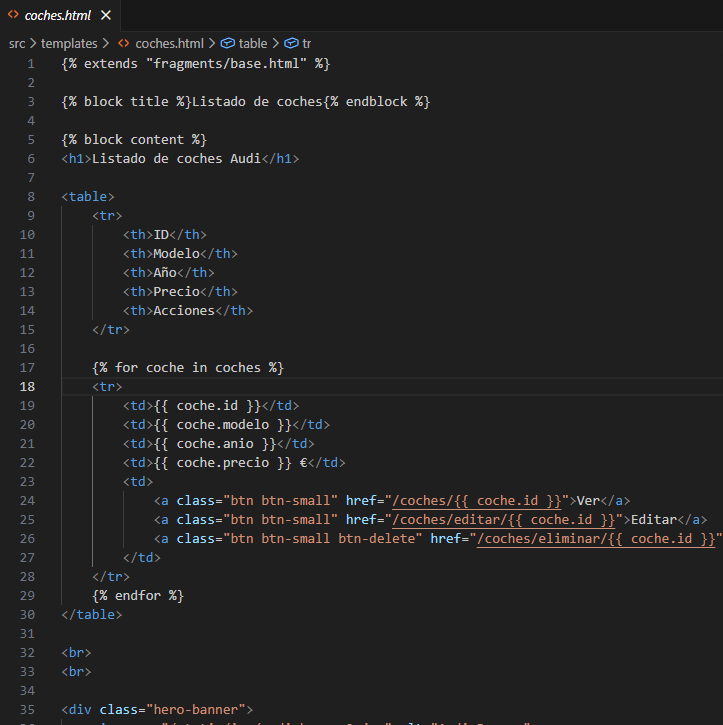 coches.html
src > templates > coches.html > table > tr
1 {% extends "fragments/base.html" %}
2
3 {% block title %}Listado de coches{% endblock %}
4
5 {% block content %}
6 <h1>Listado de coches Audi</h1>
7
8 <table>
9     <tr>
10         <th>ID</th>
11         <th>Modelo</th>
12         <th>Año</th>
13         <th>Precio</th>
14         <th>Acciones</th>
15     </tr>
16
17     {% for coche in coches %}
18     <tr>
19         <td>{{ coche.id }}</td>
20         <td>{{ coche.modelo }}</td>
21         <td>{{ coche.anio }}</td>
22         <td>{{ coche.precio }} €</td>
23         <td>
24             <a class="btn btn-small" href="/coches/{{ coche.id }}">Ver</a>
25             <a class="btn btn-small" href="/coches/editar/{{ coche.id }}">Editar</a>
26             <a class="btn btn-small btn-delete" href="/coches/eliminar/{{ coche.id }}"
27         </td>
28     </tr>
29     {% endfor %}
30 </table>
31
32 <br>
33 <br>
34
35 <div class="hero-banner">